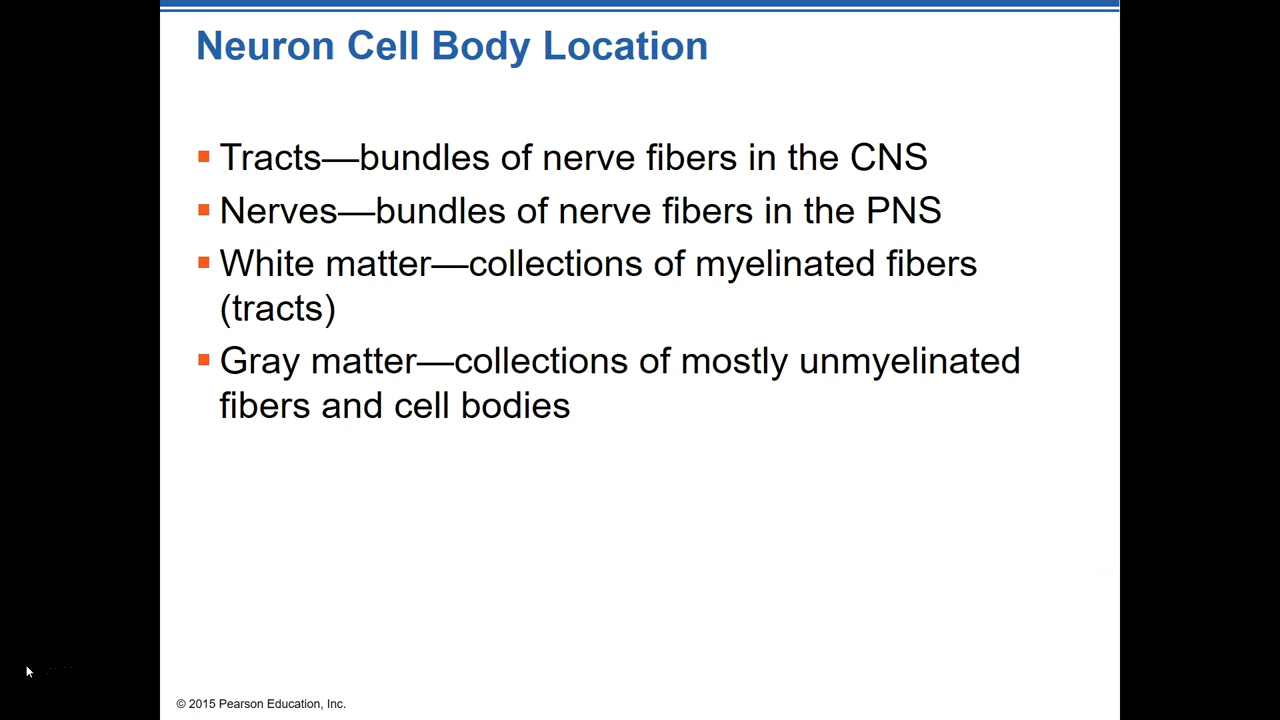 Neuron Cell Body Location
▪ Tracts—bundles of nerve fibers in the CNS
▪ Nerves—bundles of nerve fibers in the PNS
▪ White matter—collections of myelinated fibers
(tracts)
▪ Gray matter—collections of mostly unmyelinated
fibers and cell bodies
© 2015 Pearson Education, Inc.